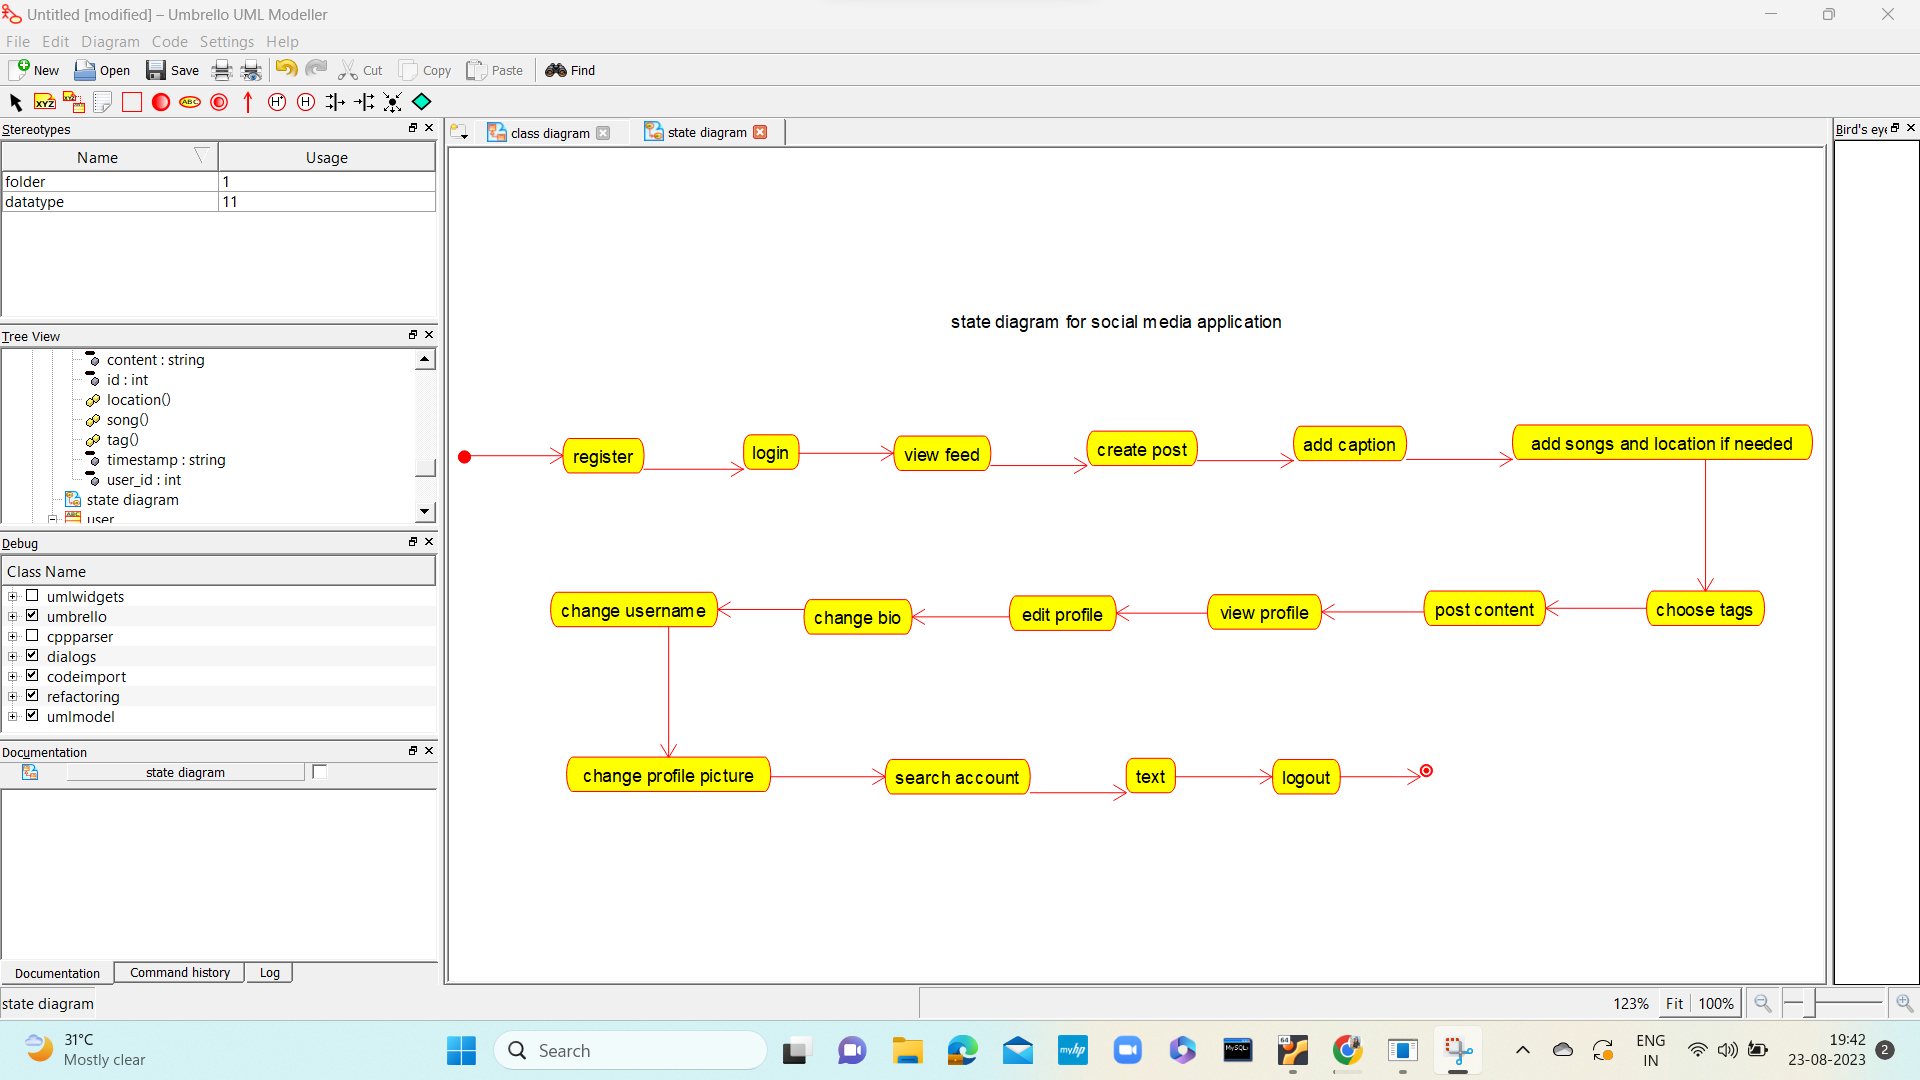 Untitled [modified] – Umbrello UML Modeller
File Edit Diagram Code Settings Help
New Open Save Cut Copy Paste Find
XYZ XYZ ABC H* H
Stereotypes
Name Usage
folder 1
datatype 11
Tree View
content : string
id : int
location()
song()
tag()
timestamp : string
user_id : int
state diagram
user
Debug
Class Name
umlwidgets
umbrello
cppparser
dialogs
codeimport
refactoring
umlmodel
Documentation
state diagram
Documentation Command history Log
state diagram
class diagram state diagram
Bird's eye
state diagram for social media application
register login view feed create post add caption add songs and location if needed
change username change bio edit profile view profile post content choose tags
change profile picture search account text logout
123% Fit 100%
31°C
Mostly clear
Search
myhp
MySQL
64
ENG
IN
19:42
23-08-2023
2